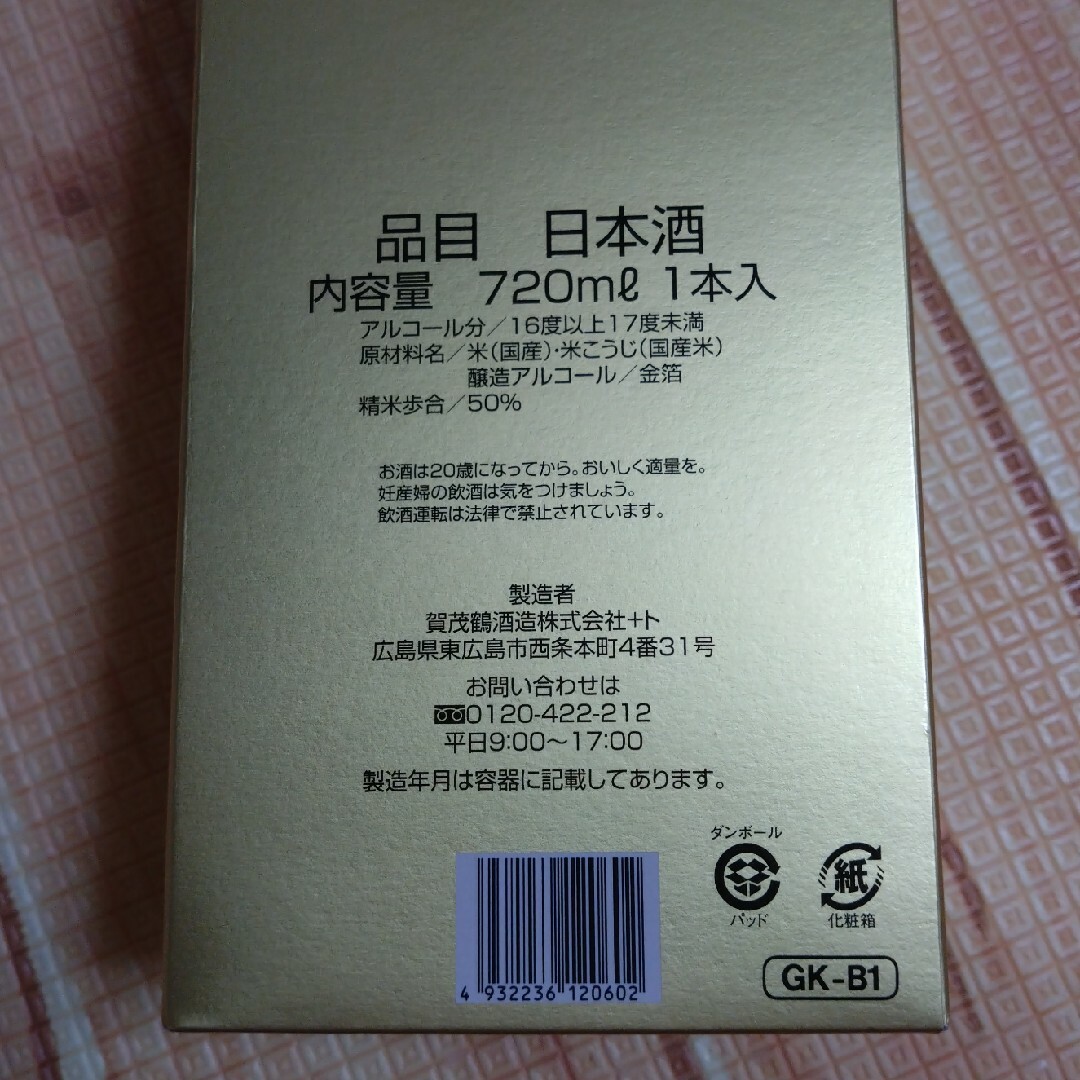 品目　日本酒
内容量　720mℓ 1本入
アルコール分／16度以上17度未満
原材料名／米(国産)・米こうじ(国産米)
醸造アルコール／金箔
精米歩合／50%
お酒は20歳になってから。おいしく適量を。
妊産婦の飲酒は気をつけましょう。
飲酒運転は法律で禁止されています。
製造者
賀茂鶴酒造株式会社+ト
広島県東広島市西条本町4番31号
お問い合わせは
0120-422-212
平日9:00～17:00
製造年月は容器に記載してあります。
ダンボール
パッド
紙
化粧箱
4 932236 120602
GK-B1